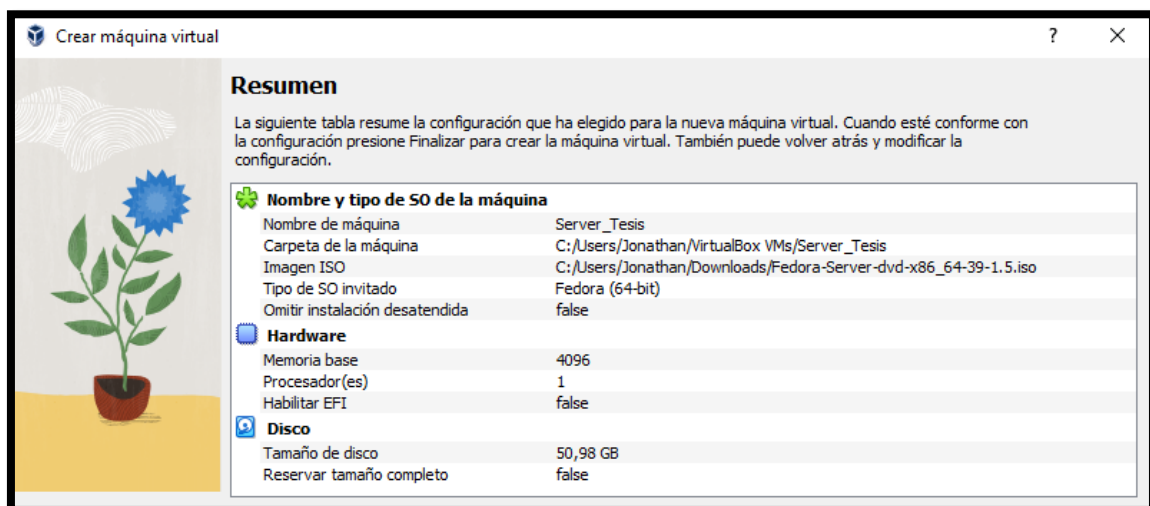 Crear máquina virtual
?
Resumen
La siguiente tabla resume la configuración que ha elegido para la nueva máquina virtual. Cuando esté conforme con
la configuración presione Finalizar para crear la máquina virtual. También puede volver atrás y modificar la
configuración.
Nombre y tipo de SO de la máquina
Nombre de máquina Server_Tesis
Carpeta de la máquina C:/Users/Jonathan/VirtualBox VMs/Server_Tesis
Imagen ISO C:/Users/Jonathan/Downloads/Fedora-Server-dvd-x86_64-39-1.5.iso
Tipo de SO invitado Fedora (64-bit)
Omitir instalación desatendida false
Hardware
Memoria base 4096
Procesador(es) 1
Habilitar EFI false
Disco
Tamaño de disco 50,98 GB
Reservar tamaño completo false